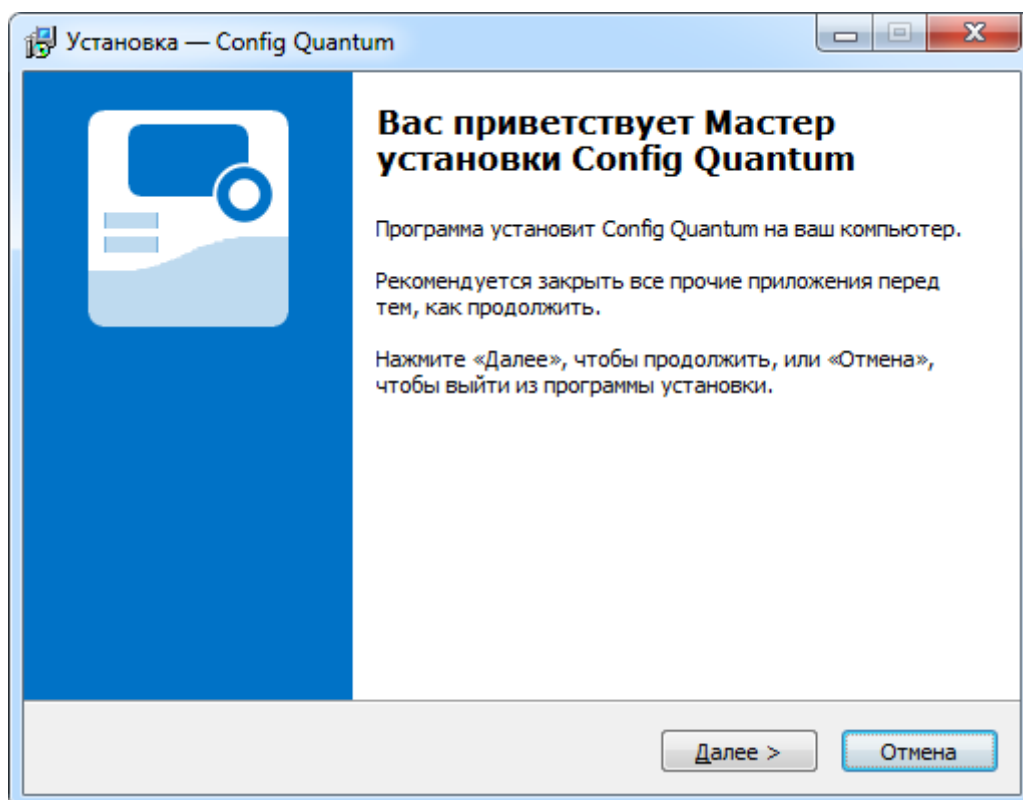 Установка — Config Quantum
Вас приветствует Мастер
установки Config Quantum
Программа установит Config Quantum на ваш компьютер.
Рекомендуется закрыть все прочие приложения перед
тем, как продолжить.
Нажмите «Далее», чтобы продолжить, или «Отмена»,
чтобы выйти из программы установки.
Далее >
Отмена